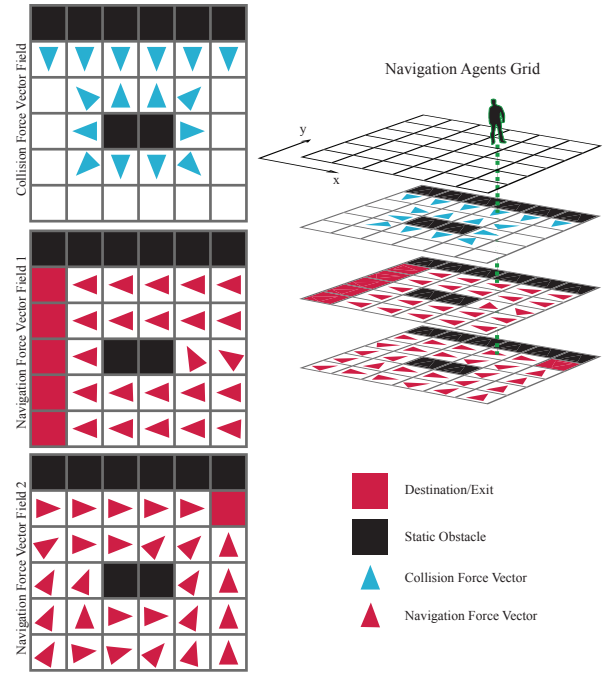 Collision Force Vector Field
Navigation Force Vector Field 1
Navigation Force Vector Field 2
Navigation Agents Grid
y
x
Destination/Exit
Static Obstacle
Collision Force Vector
Navigation Force Vector